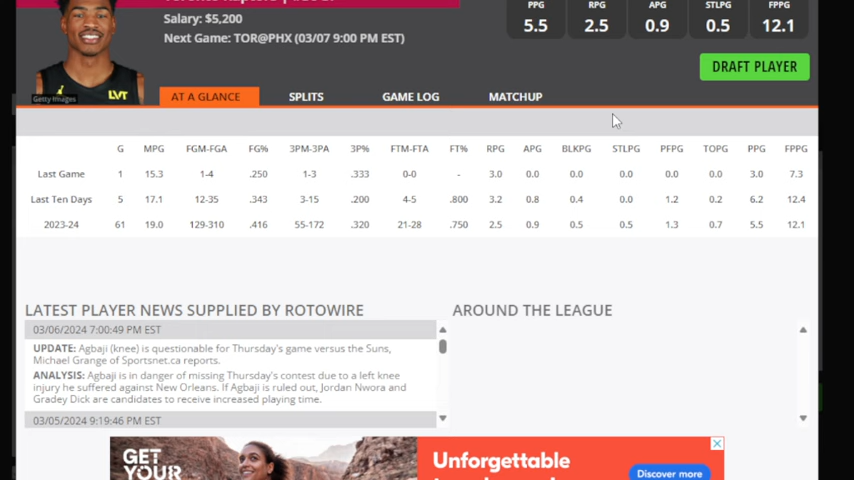 Salary: $5,200
Next Game: TOR@PHX (03/07 9:00 PM EST)
PPG RPG APG STLPG FPPG
5.5 2.5 0.9 0.5 12.1
DRAFT PLAYER
LVT
Getty Images
AT A GLANCE SPLITS GAME LOG MATCHUP
G MPG FGM-FGA FG% 3PM-3PA 3P% FTM-FTA FT% RPG APG BLKPG STLPG PFPG TOPG PPG FPPG
Last Game 1 15.3 1-4 .250 1-3 .333 0-0 - 3.0 0.0 0.0 0.0 0.0 0.0 3.0 7.3
Last Ten Days 5 17.1 12-35 .343 3-15 .200 4-5 .800 3.2 0.8 0.4 0.0 1.2 0.2 6.2 12.4
2023-24 61 19.0 129-310 .416 55-172 .320 21-28 .750 2.5 0.9 0.5 0.5 1.3 0.7 5.5 12.1
LATEST PLAYER NEWS SUPPLIED BY ROTOWIRE
03/06/2024 7:00:49 PM EST
UPDATE: Agbaji (knee) is questionable for Thursday's game versus the Suns,
Michael Grange of Sportsnet.ca reports.
ANALYSIS: Agbaji is in danger of missing Thursday's contest due to a left knee
injury he suffered against New Orleans. If Agbaji is ruled out, Jordan Nwora and
Gradey Dick are candidates to receive increased playing time.
03/05/2024 9:19:46 PM EST
AROUND THE LEAGUE
GET
YOUR
Unforgettable
Discover more